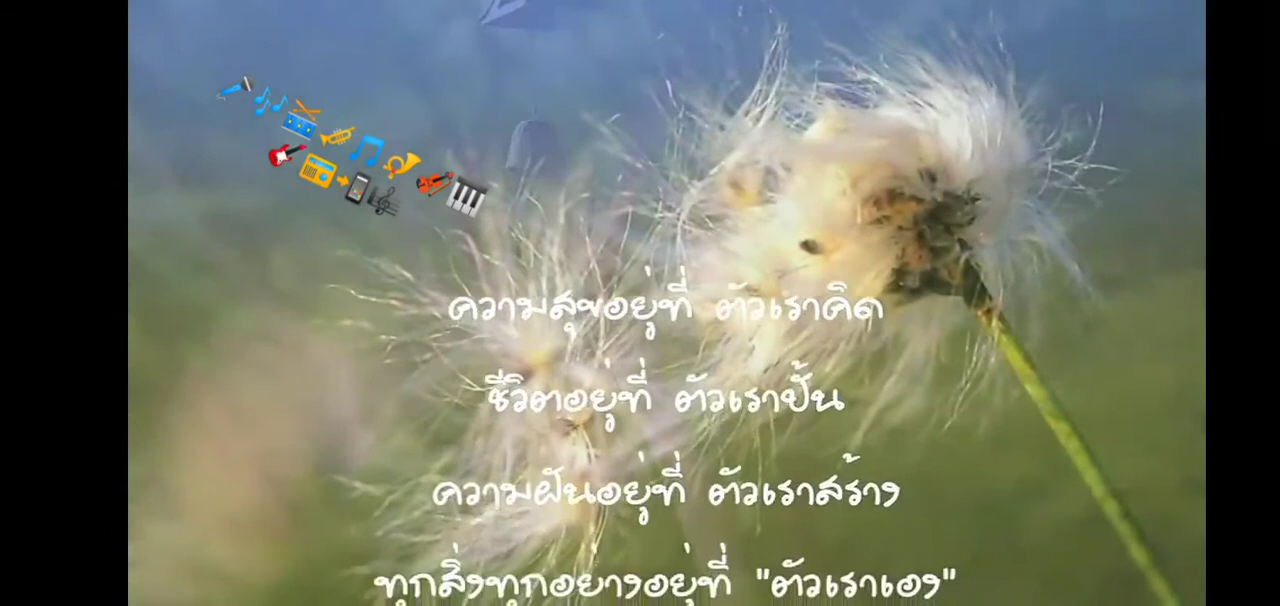 ความสุขอยู่ที่ ตัวเราคิด
ชีวิตอยู่ที่ ตัวเราปั้น
ความฝันอยู่ที่ ตัวเราสร้าง
ทุกสิ่งทุกอย่างอยู่ที่ "ตัวเราเอง"